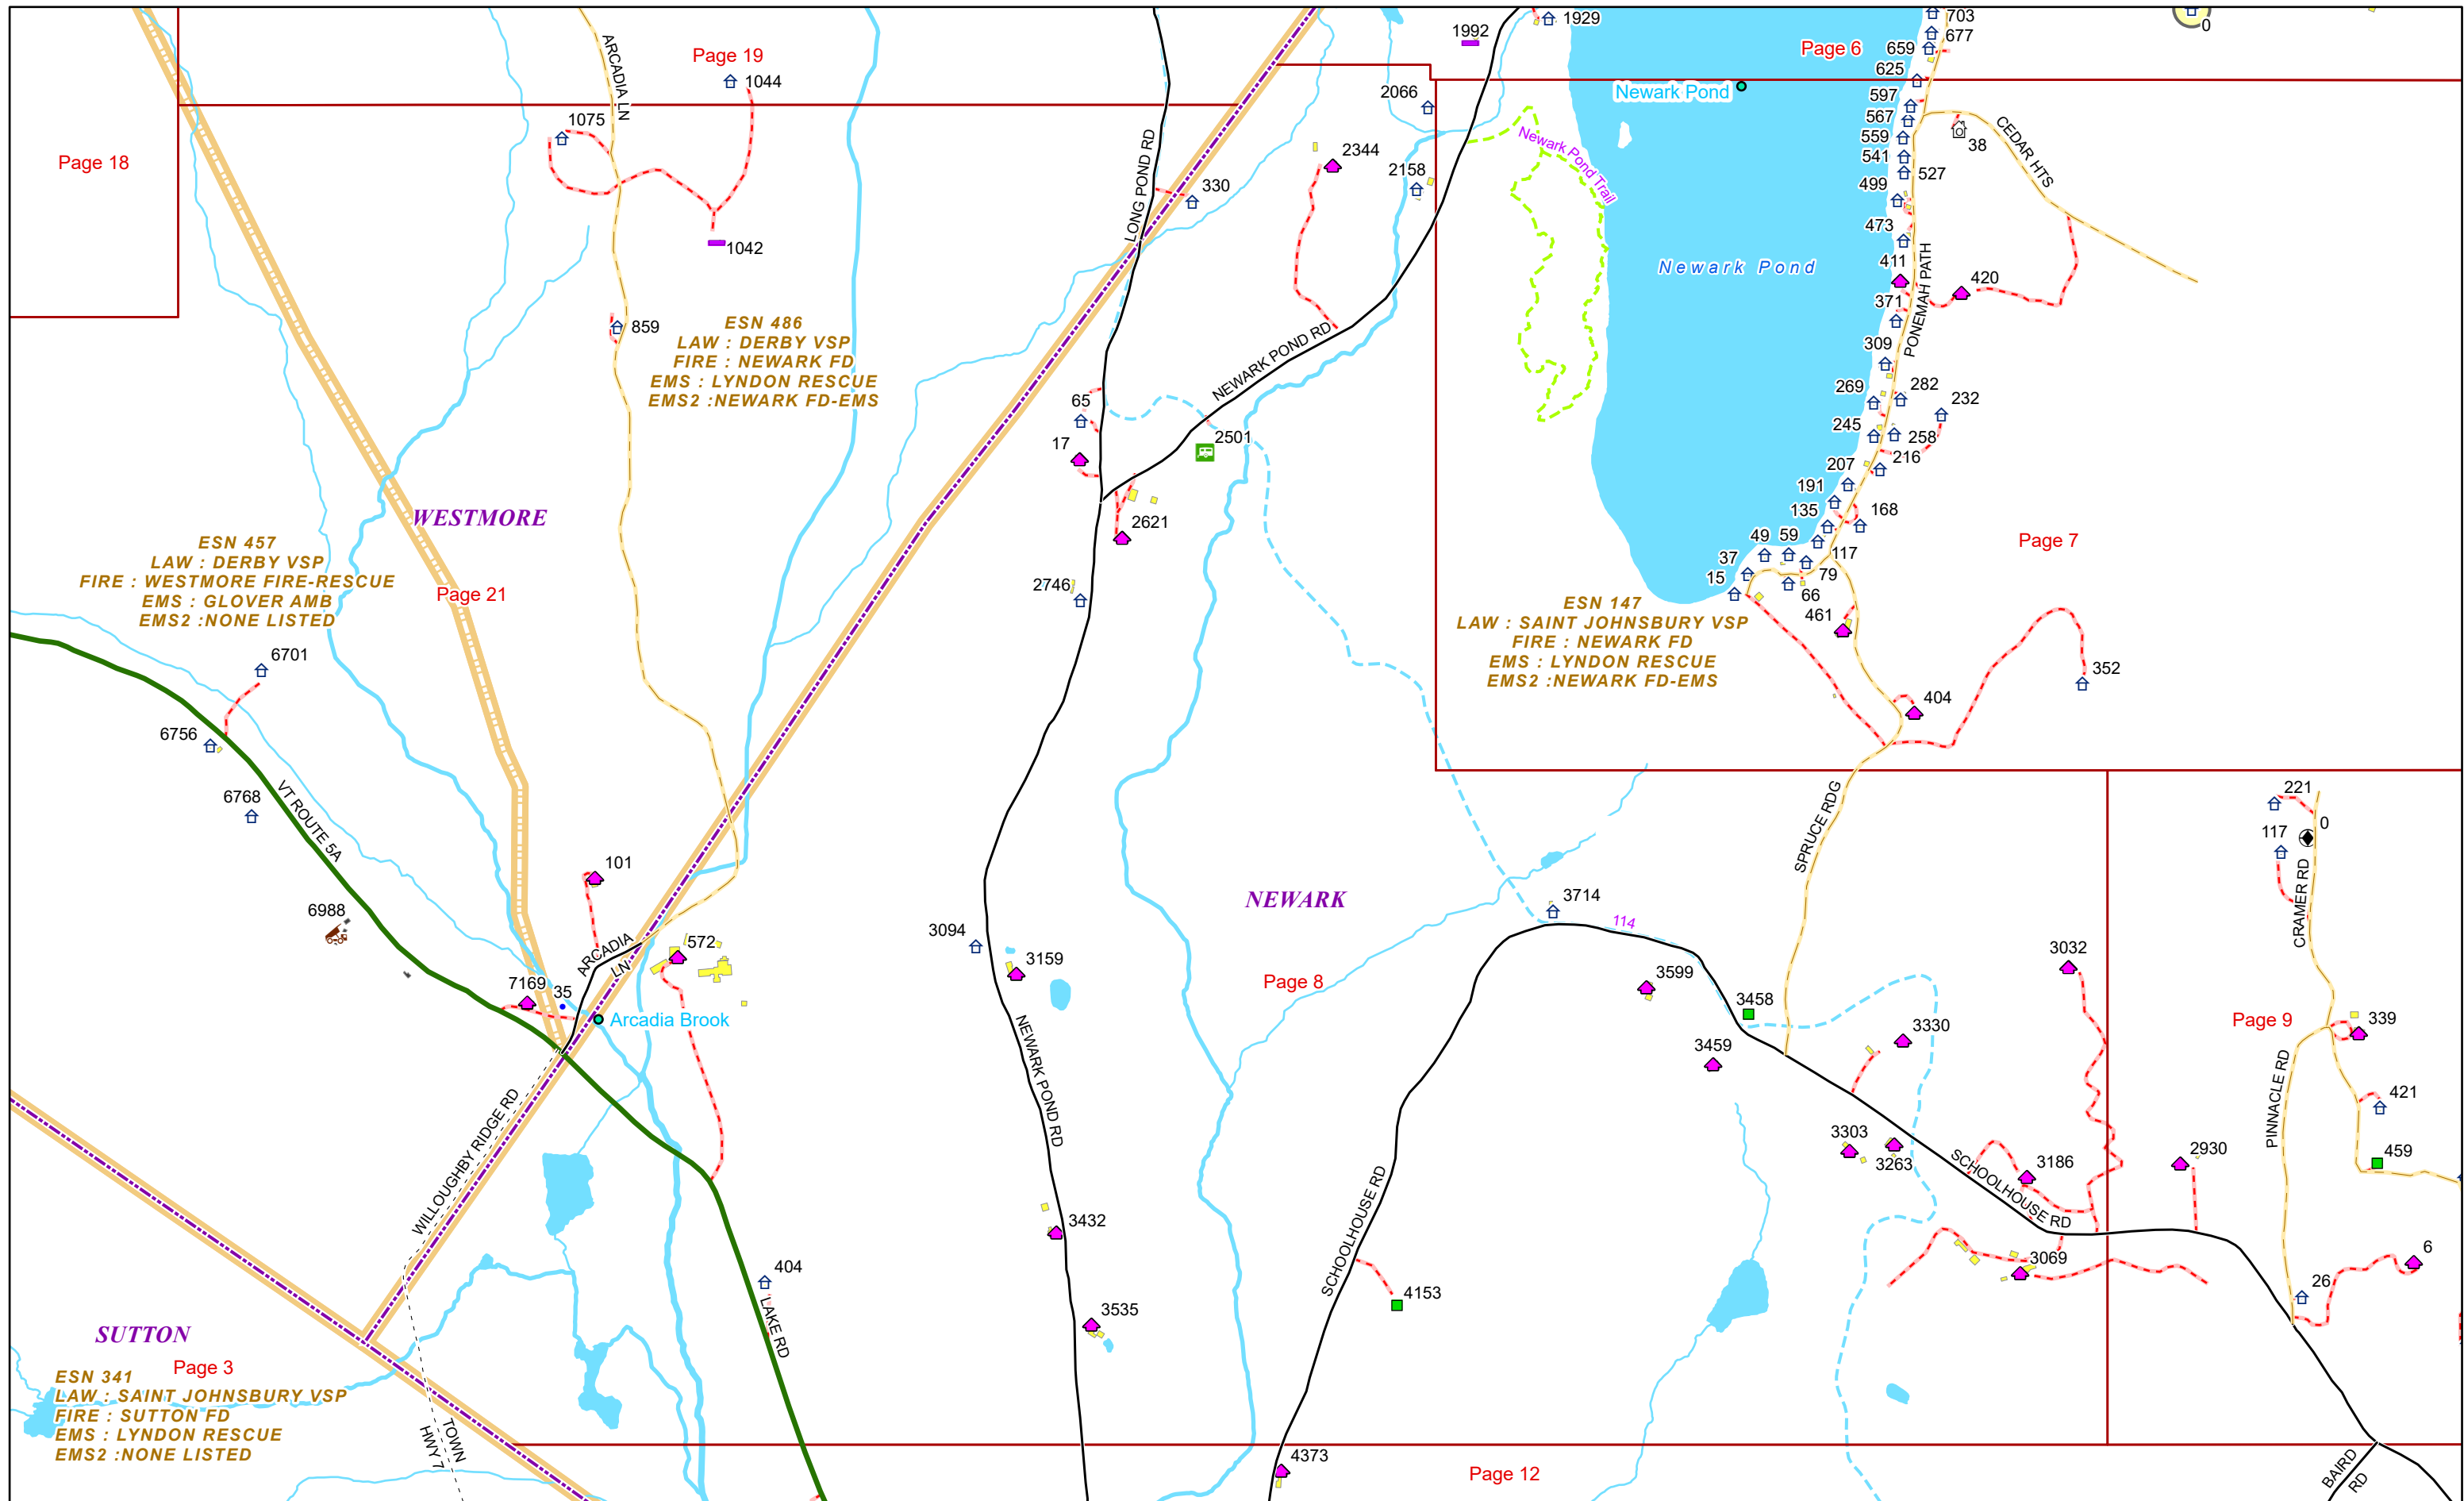 703
677
659
Page 6
1929
1992
0
Page 19
1044
ARCADIA LN
625
2066
Newark Pond
597
567
559
541
527
499
473
38
CEDAR HTS
1075
Page 18
LONG POND RD
2344
2158
Newark Pond Trail
330
1042
Newark Pond
411
420
371
PONEMAH PATH
859
ESN 486
LAW : DERBY VSP
FIRE : NEWARK FD
EMS : LYNDON RESCUE
EMS2 :NEWARK FD-EMS
NEWARK POND RD
309
269
282
232
245
258
65
17
2501
207
216
191
135
168
WESTMORE
2621
49
59
117
37
79
15
66
461
Page 7
ESN 457
LAW : DERBY VSP
FIRE : WESTMORE FIRE-RESCUE
EMS : GLOVER AMB
EMS2 :NONE LISTED
Page 21
2746
ESN 147
LAW : SAINT JOHNSBURY VSP
FIRE : NEWARK FD
EMS : LYNDON RESCUE
EMS2 :NEWARK FD-EMS
6701
352
404
6756
6768
VT ROUTE 5A
SPRUCE RDG
221
117
0
CRAMER RD
101
6988
NEWARK
3714
114
3094
3159
ARCADIA
LN
572
7169
35
Arcadia Brook
Page 8
3599
3458
3459
3330
3032
Page 9
339
NEWARK POND RD
PINNACLE RD
421
WILLOUGHBY RIDGE RD
3303
3263
SCHOOLHOUSE RD
3186
2930
459
3432
SCHOOLHOUSE RD
3069
6
26
404
LAKE RD
4153
3535
SUTTON
Page 3
ESN 341
LAW : SAINT JOHNSBURY VSP
FIRE : SUTTON FD
EMS : LYNDON RESCUE
EMS2 :NONE LISTED
TOWN
HWY 7
4373
Page 12
BAIRD
RD